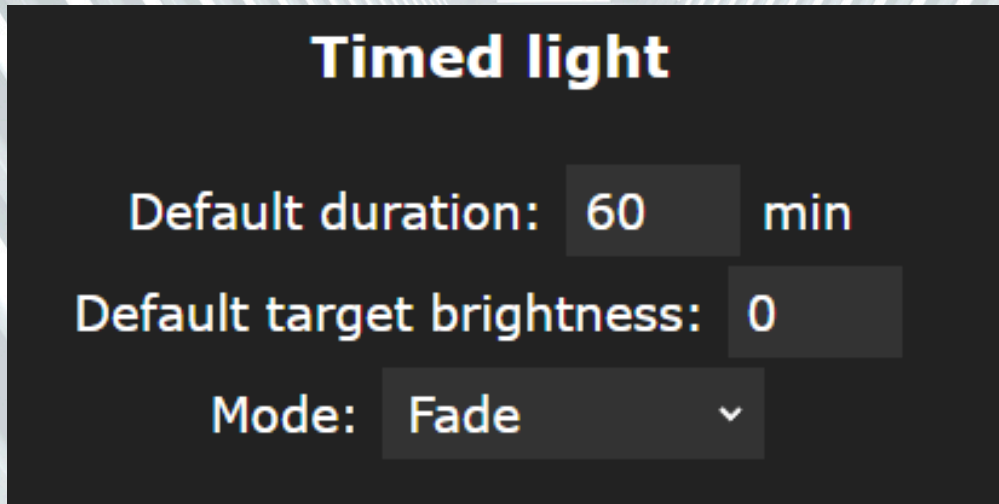 Timed light
Default duration: 60 min
Default target brightness: 0
Mode: Fade